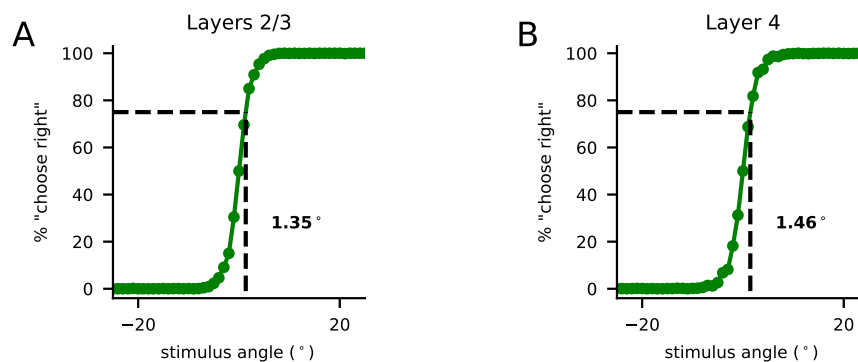 A
Layers 2/3
100
80
60
40
20
0
% "choose right"
1.35°
−20
20
stimulus angle (°)
B
Layer 4
100
80
60
40
20
0
% "choose right"
1.46°
−20
20
stimulus angle (°)